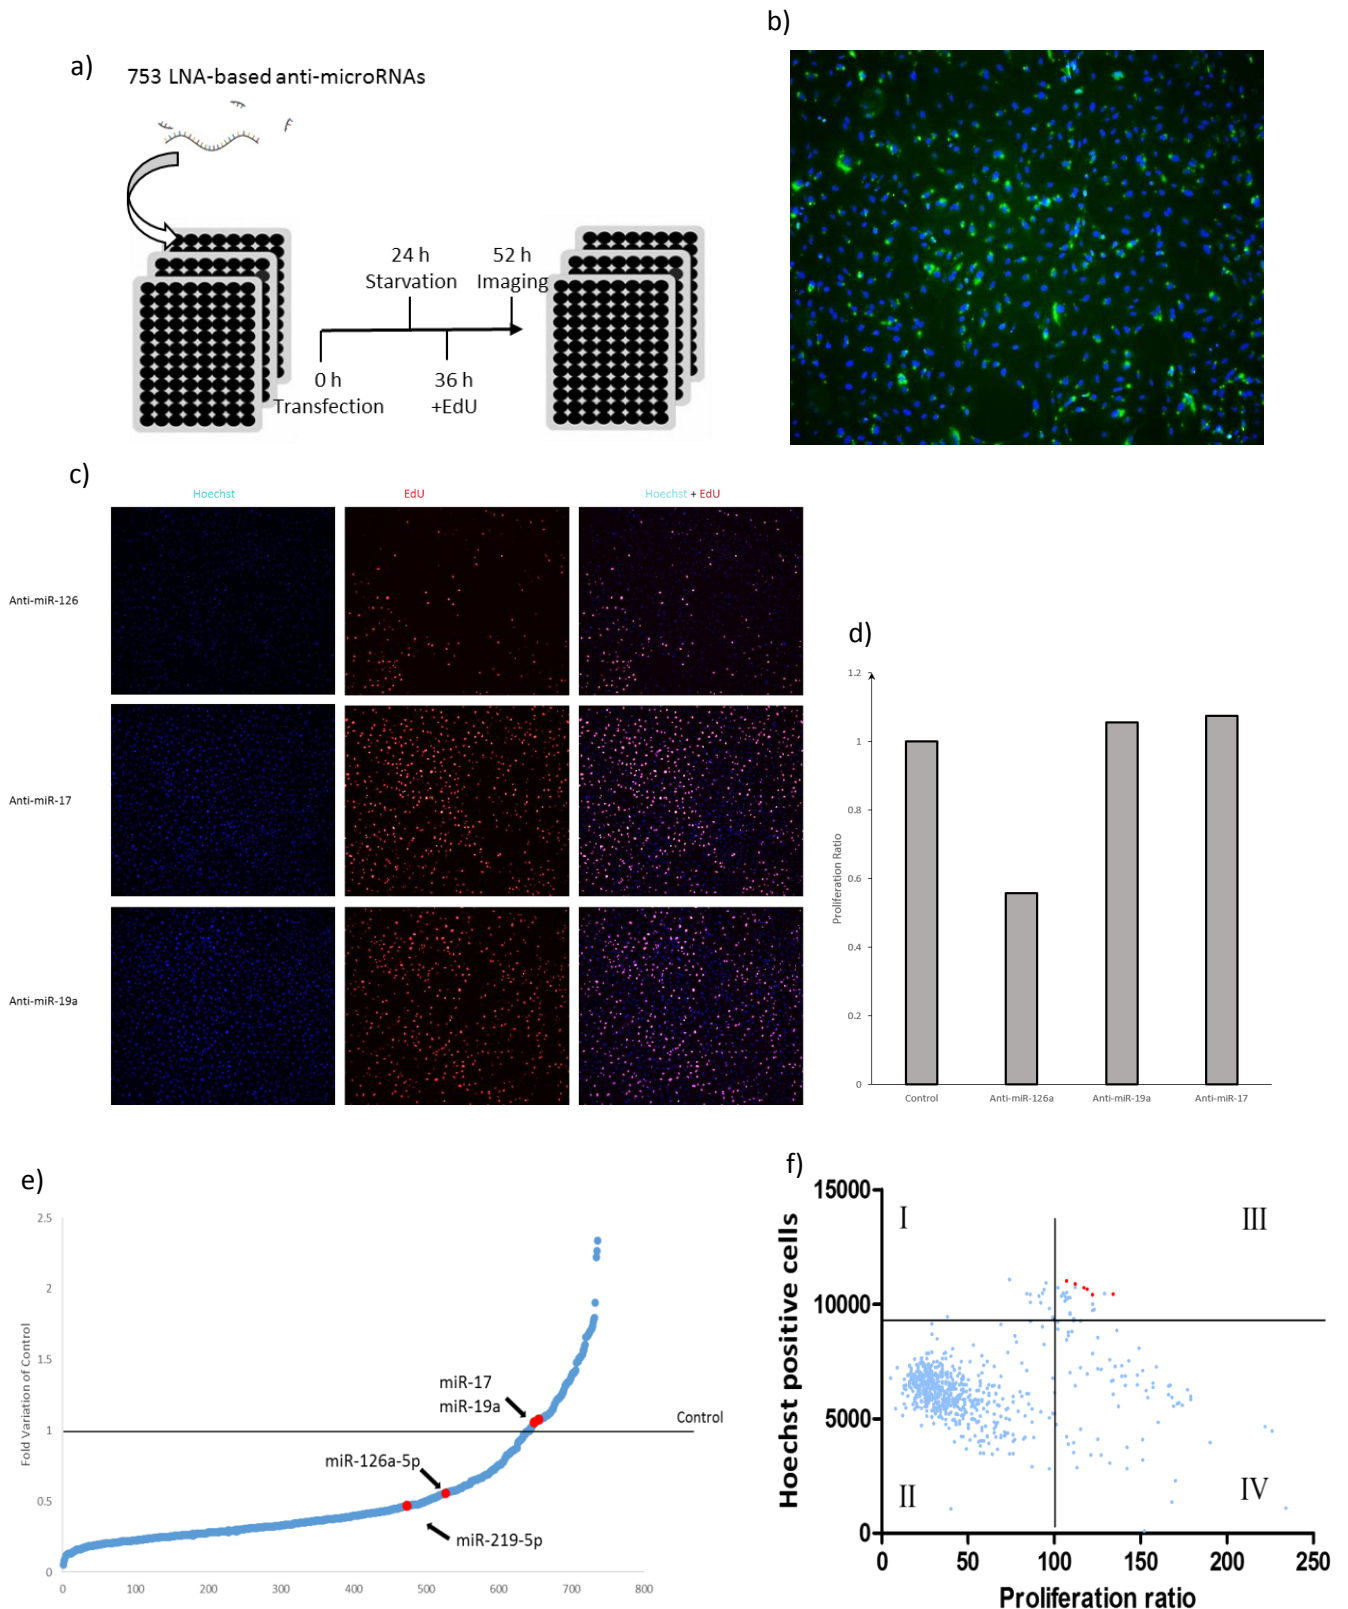 a)
753 LNA-based anti-microRNAs
24 h
Starvation
52 h
Imaging
0 h
Transfection
36 h
+EdU
b)
c)
Hoechst
EdU
Hoechst + EdU
Anti-miR-126
Anti-miR-17
Anti-miR-19a
d)
1.2
1
0.8
0.6
0.4
0.2
0
Proliferation Ratio
Control
Anti-miR-126a
Anti-miR-19a
Anti-miR-17
e)
2.5
2
1.5
1
0.5
0
Fold Variation of Control
miR-17
miR-19a
Control
miR-126a-5p
miR-219-5p
0
100
200
300
400
500
600
700
800
f)
15000
10000
5000
0
Hoechst positive cells
I
III
II
IV
0
50
100
150
200
250
Proliferation ratio